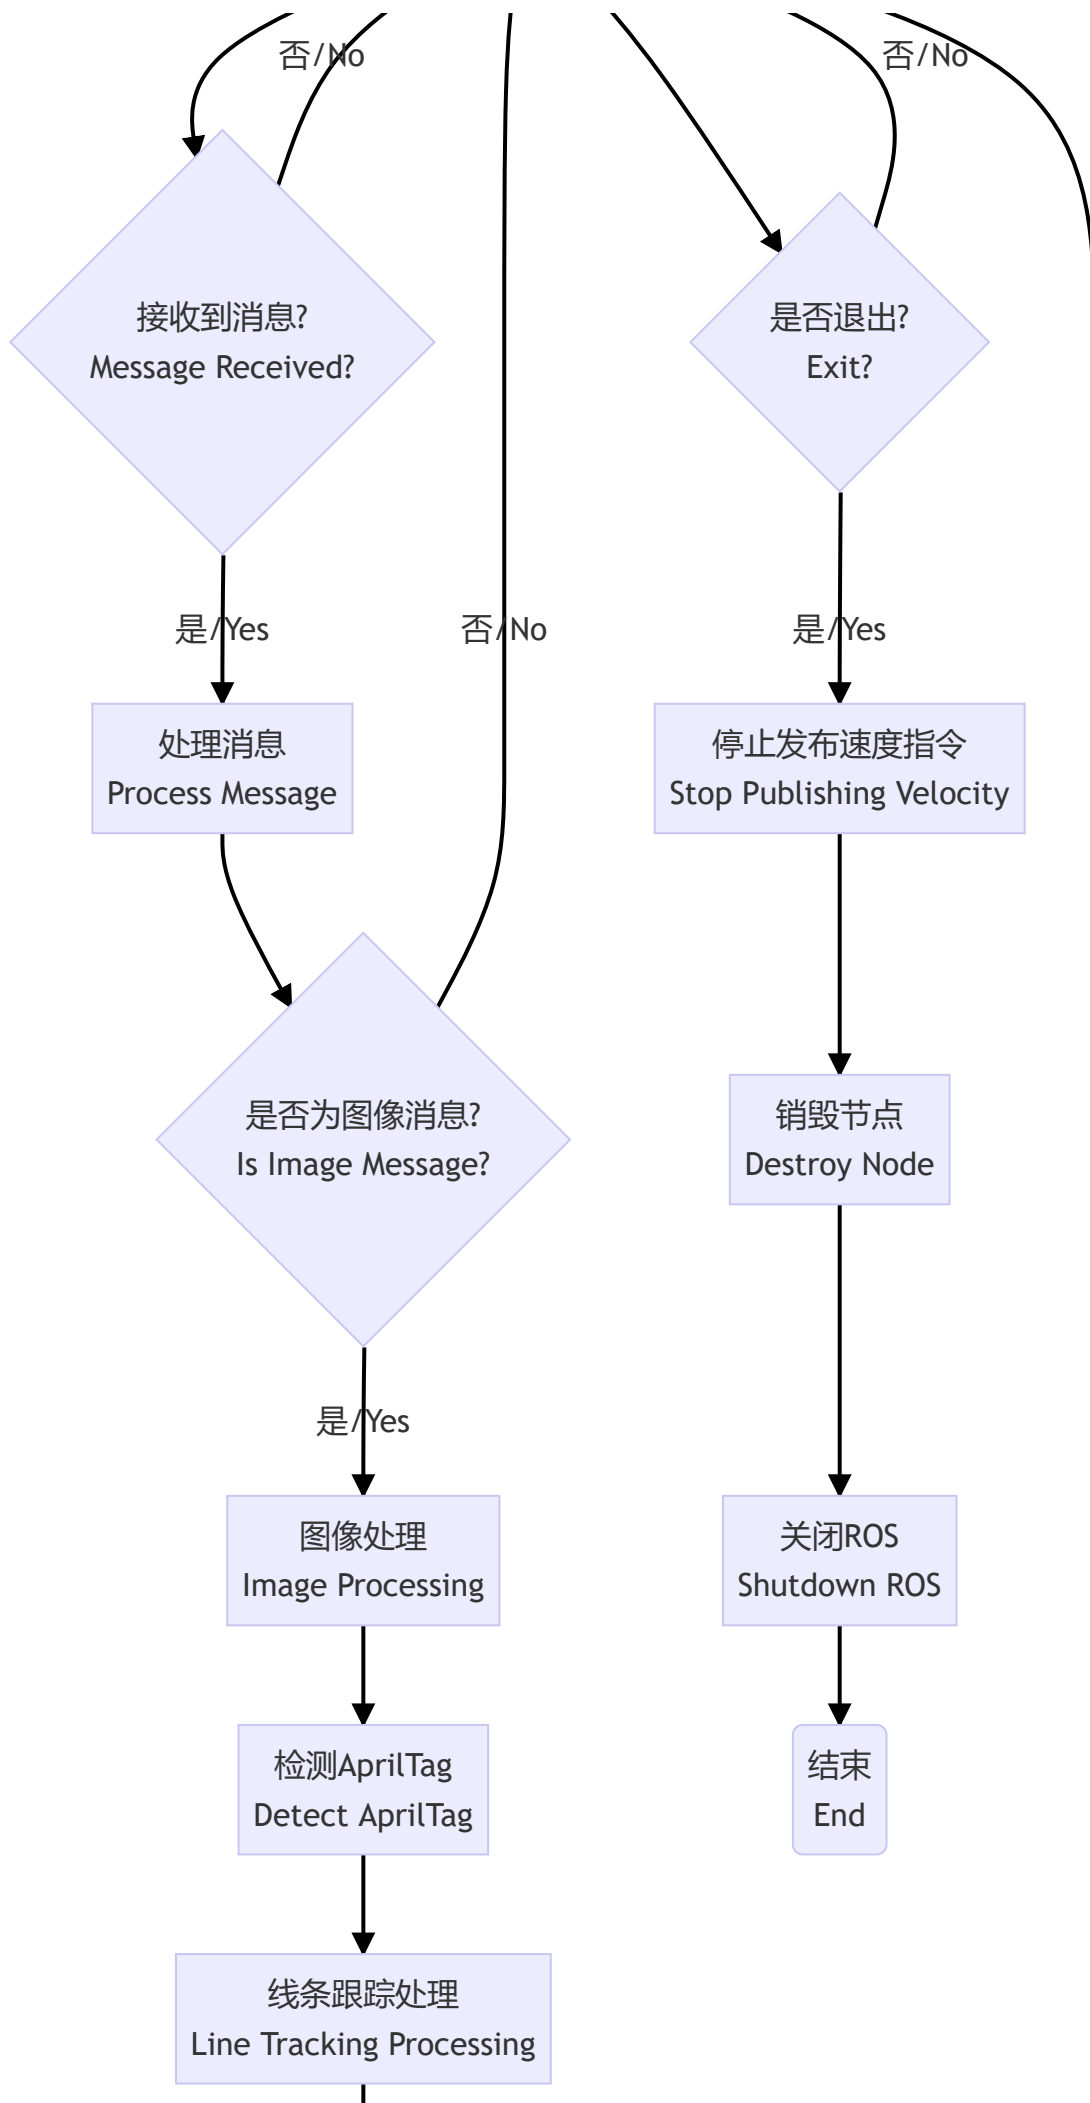 否/No
否/No
接收到消息?
Message Received?
是否退出?
Exit?
是/Yes
否/No
是/Yes
处理消息
Process Message
停止发布速度指令
Stop Publishing Velocity
是否为图像消息?
Is Image Message?
销毁节点
Destroy Node
是/Yes
图像处理
Image Processing
关闭ROS
Shutdown ROS
检测AprilTag
Detect AprilTag
结束
End
线条跟踪处理
Line Tracking Processing